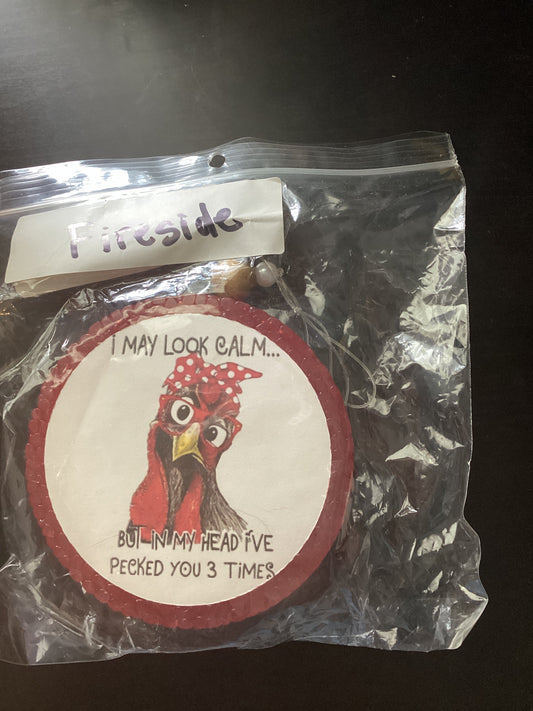 Fireside
I MAY LOOK CALM...
BUT IN MY HEAD I'VE
PECKED YOU 3 TIMES